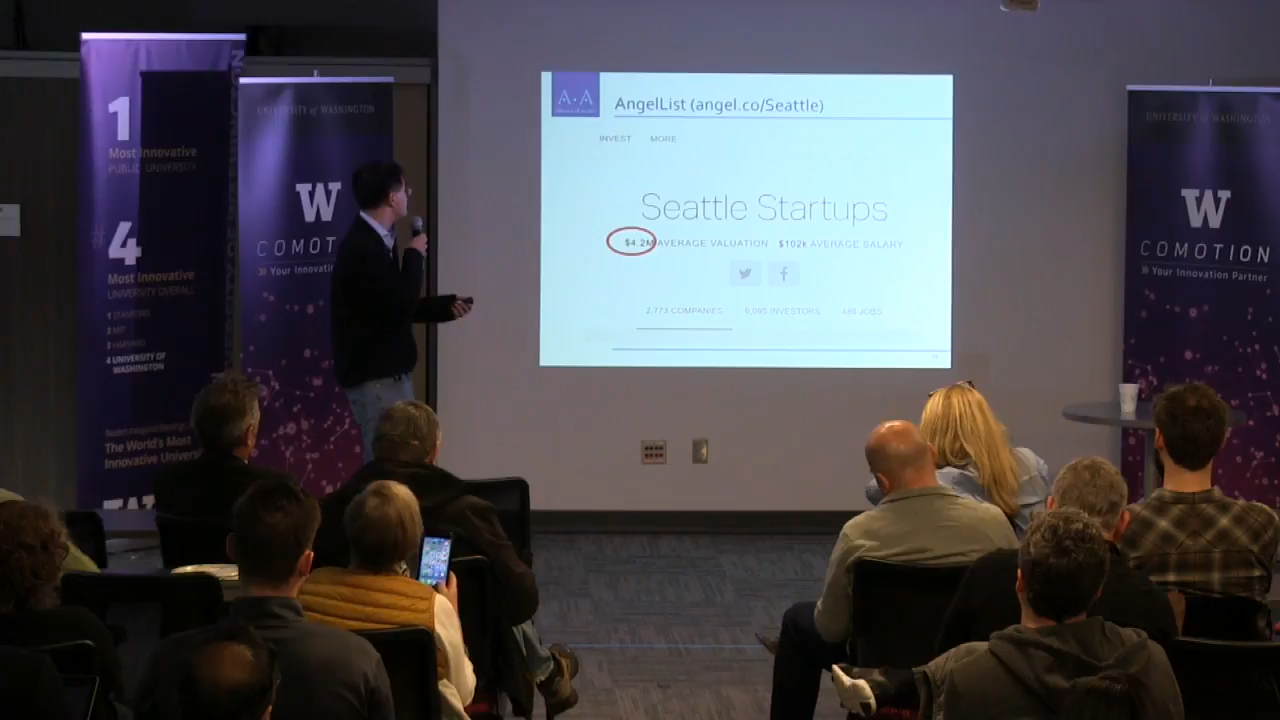 1
Most Innovative
PUBLIC UNIVERSITY
#4
Most Innovative
UNIVERSITY OVERALL
1 STANFORD
2 MIT
3 HARVARD
4 UNIVERSITY OF
WASHINGTON
The World's Most
Innovative Univers
UNIVERSITY of WASHINGTON
W
COMOT
» Your Innovati
A·A
AngelList (angel.co/Seattle)
INVEST MORE
Seattle Startups
$4.2M AVERAGE VALUATION $102k AVERAGE SALARY
2,773 COMPANIES 6,095 INVESTORS 486 JOBS
UNIVERSITY of WASHINGTON
W
COMOTION
» Your Innovation Partner